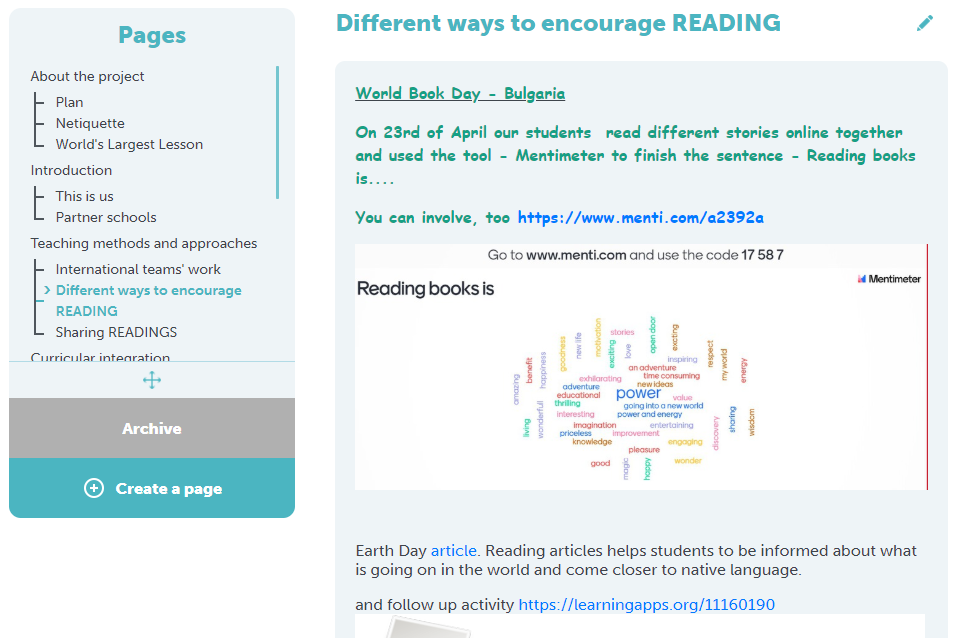 Pages
About the project
Plan
Netiquette
World's Largest Lesson
Introduction
This is us
Partner schools
Teaching methods and approaches
International teams' work
Different ways to encourage
READING
Sharing READINGS
Curricular integration
Archive
Create a page
Different ways to encourage READING
World Book Day - Bulgaria
On 23rd of April our students read different stories online together
and used the tool - Mentimeter to finish the sentence - Reading books
is....
You can involve, too https://www.menti.com/a2392a
Go to www.menti.com and use the code 17 58 7
Reading books is
Mentimeter
stories
motivation
open door
exciting
new life
love
exciting
goodness
inspiring
respect
my world
happiness
benefit
energy
an adventure
time consuming
exhilarating
new ideas
amazing
adventure
educational
power
value
thrilling
going into a new world
interesting
power and energy
wonderfull
living
imagination
entertaining
sharing
wisdom
discovery
priceless
improvement
knowledge
engaging
pleasure
good
magic
happy
wonder
Earth Day article. Reading articles helps students to be informed about what
is going on in the world and come closer to native language.
and follow up activity https://learningapps.org/11160190